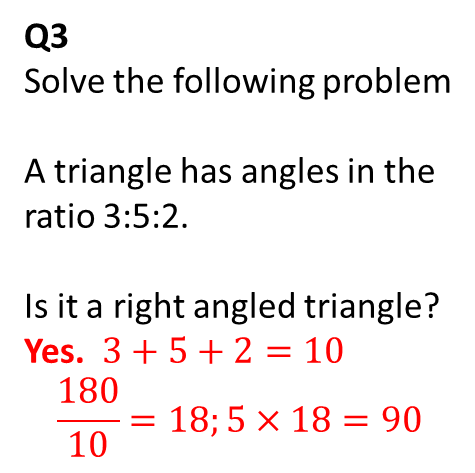 Q3
Solve the following problem
A triangle has angles in the
ratio 3:5:2.
Is it a right angled triangle?
Yes. 3 + 5 + 2 = 10
180/10 = 18; 5 × 18 = 90